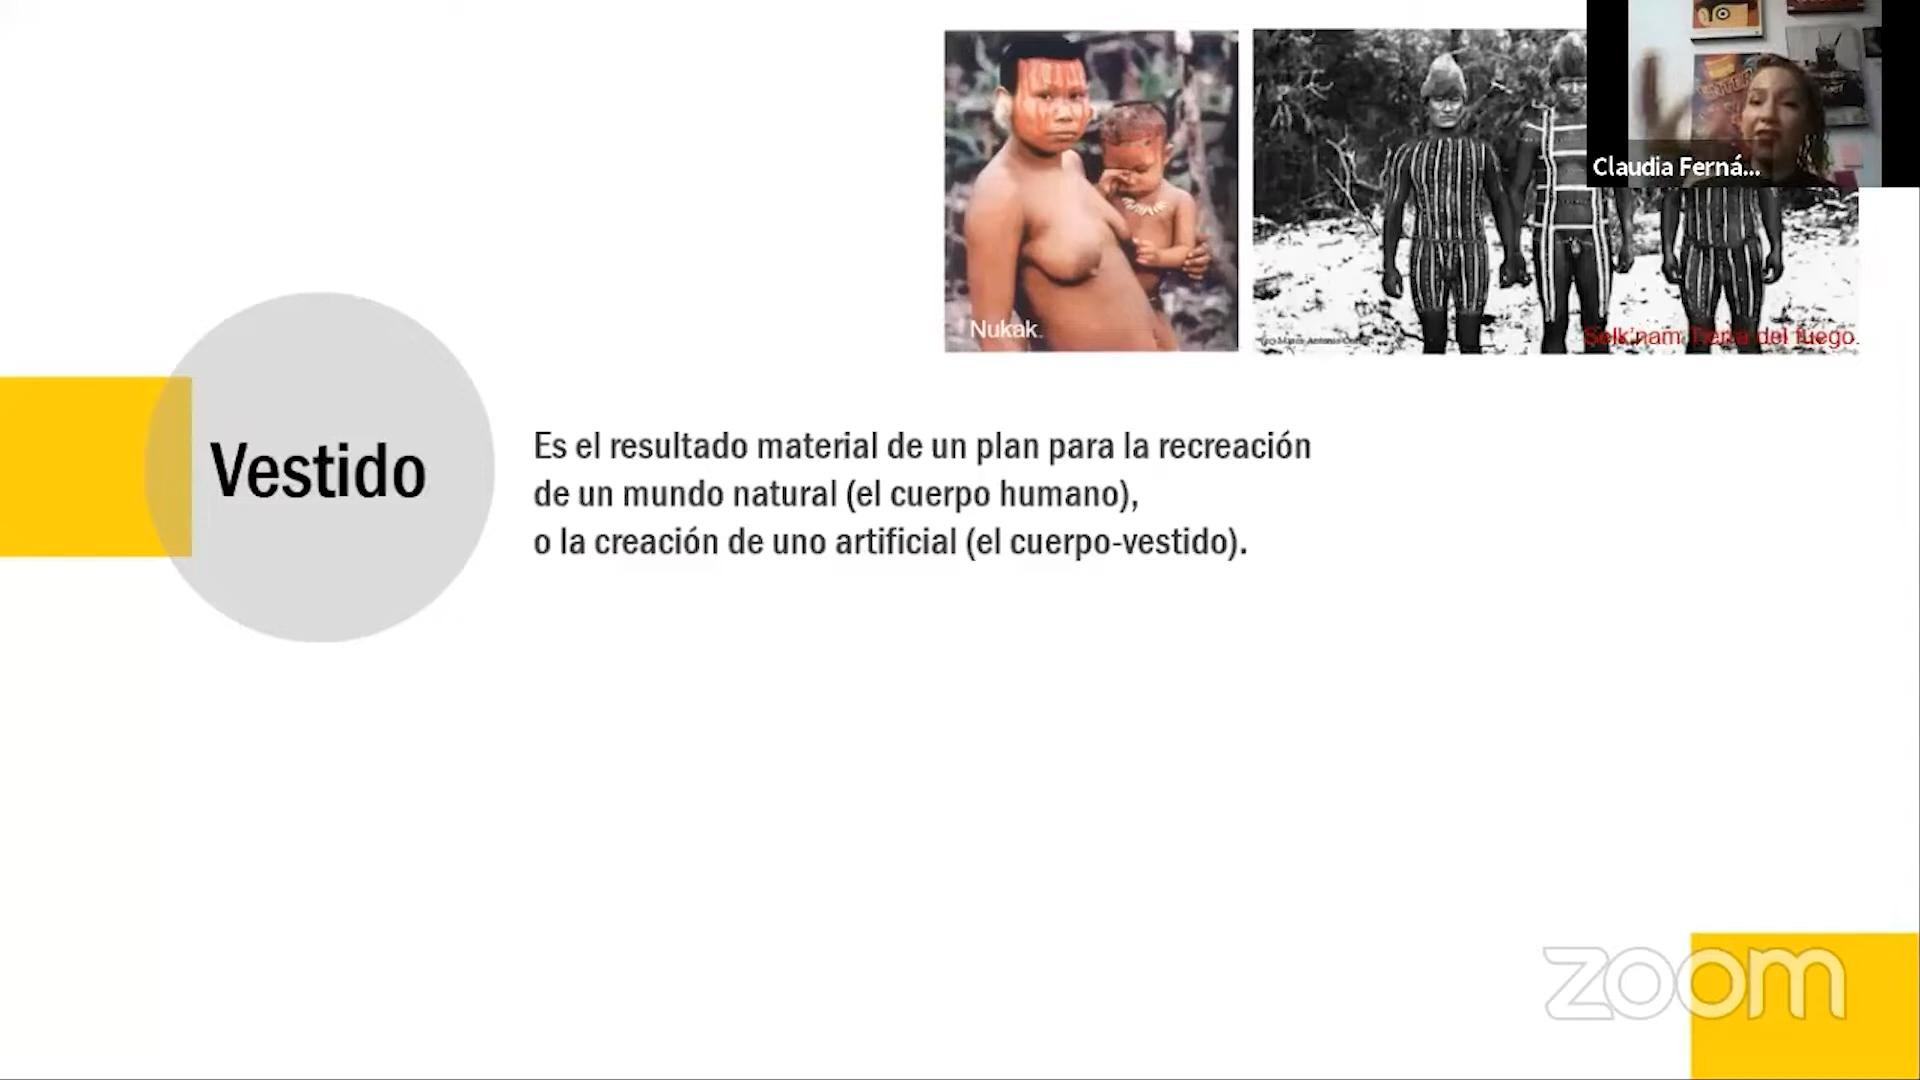 Claudia Ferná...
Nukak.
Selk'nam Tierra del fuego.
Vestido
Es el resultado material de un plan para la recreación
de un mundo natural (el cuerpo humano),
o la creación de uno artificial (el cuerpo-vestido).
zoom